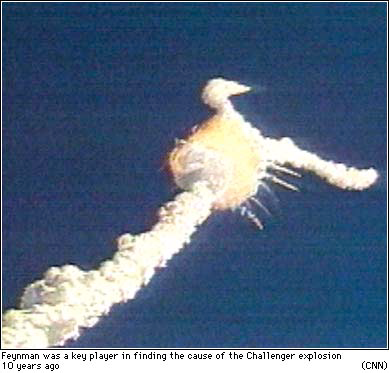 Feynman was a key player in finding the cause of the Challenger explosion
10 years ago (CNN)